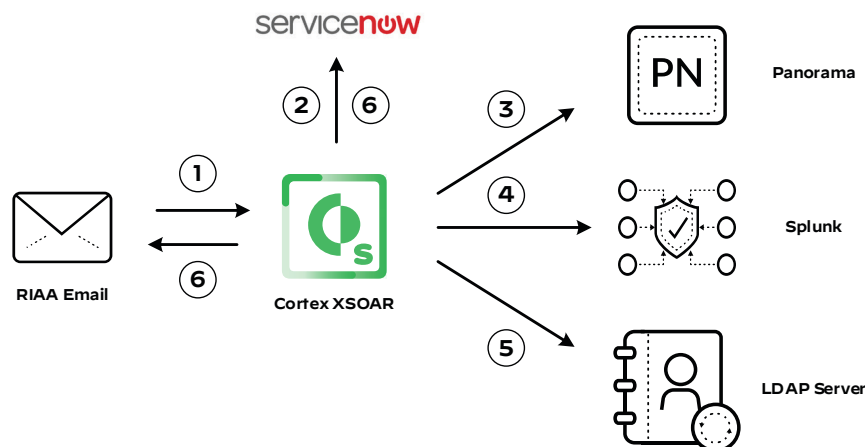 servicenow
PN
Panorama
2
6
3
1
4
Splunk
S
6
RIAA Email
Cortex XSOAR
5
LDAP Server